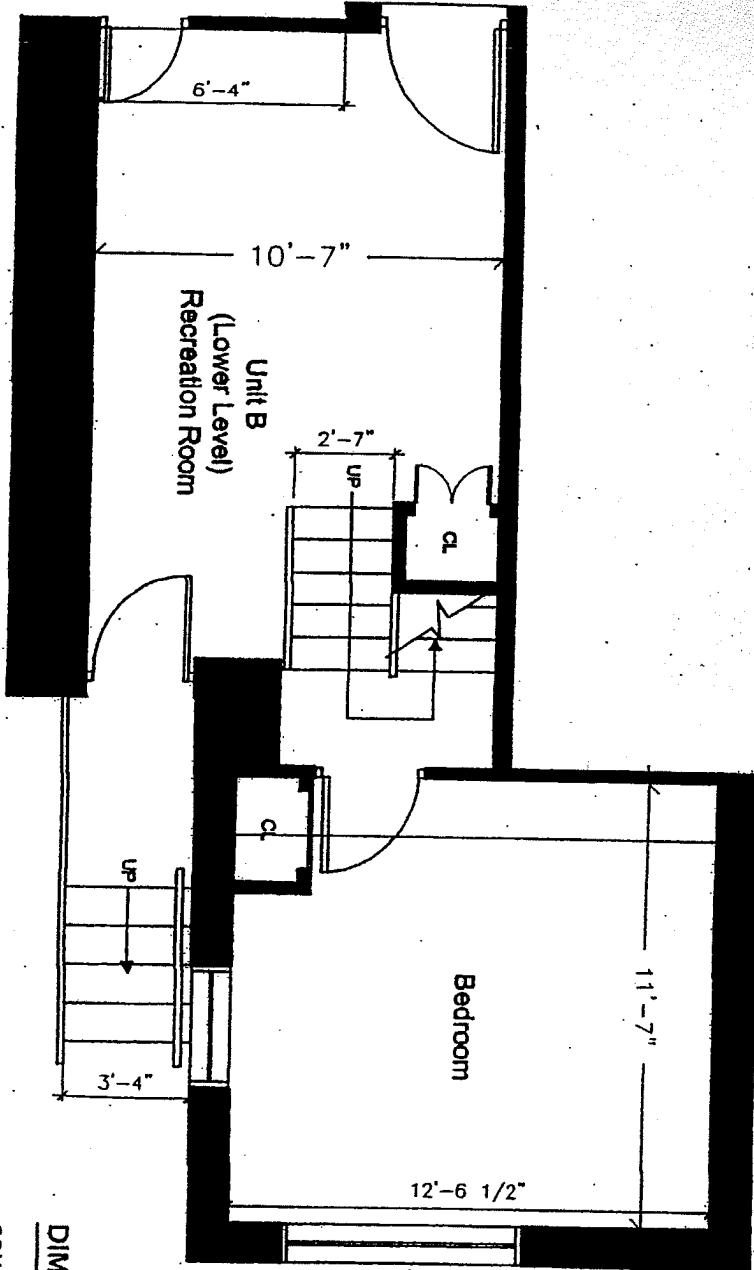 6'-4"
10'-7"
Unit B
(Lower Level)
Recreation Room
2'-7"
UP
CL
CL
UP
3'-4"
Bedroom
11'-7"
12'-6 1/2"
DIM